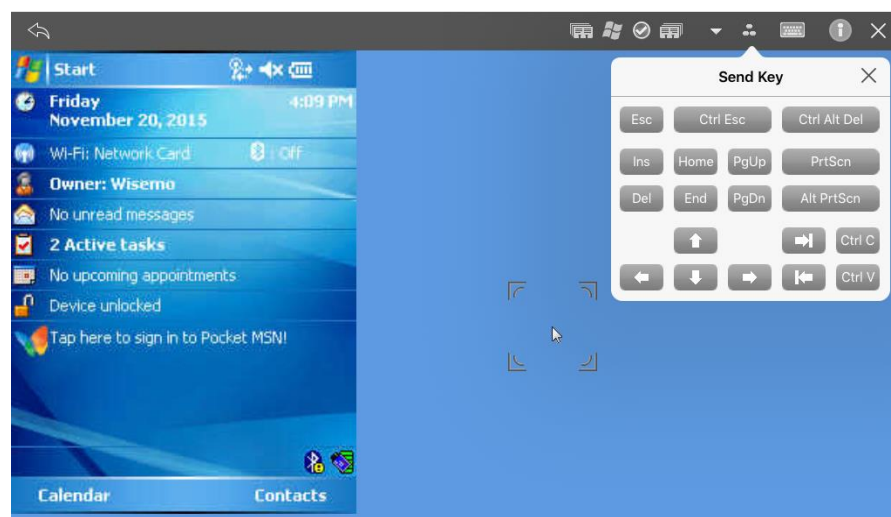 Start
Friday 4:09 PM
November 20, 2015
Wi-Fi: Network Card : Off
Owner: Wisemo
No unread messages
2 Active tasks
No upcoming appointments
Device unlocked
Tap here to sign in to Pocket MSN!
Calendar Contacts
Send Key
Esc Ctrl Esc Ctrl Alt Del
Ins Home PgUp PrtScn
Del End PgDn Alt PrtScn
Ctrl C
Ctrl V